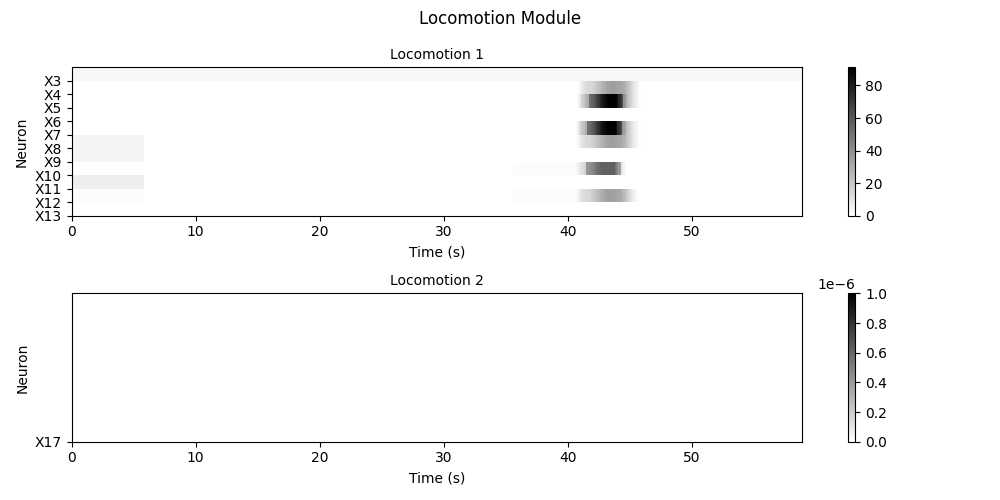 Locomotion Module
Locomotion 1
Neuron
X3
X4
X5
X6
X7
X8
X9
X10
X11
X12
X13
0 10 20 30 40 50
Time (s)
80
60
40
20
0
Locomotion 2
Neuron
X17
0 10 20 30 40 50
Time (s)
1e−6
1.0
0.8
0.6
0.4
0.2
0.0